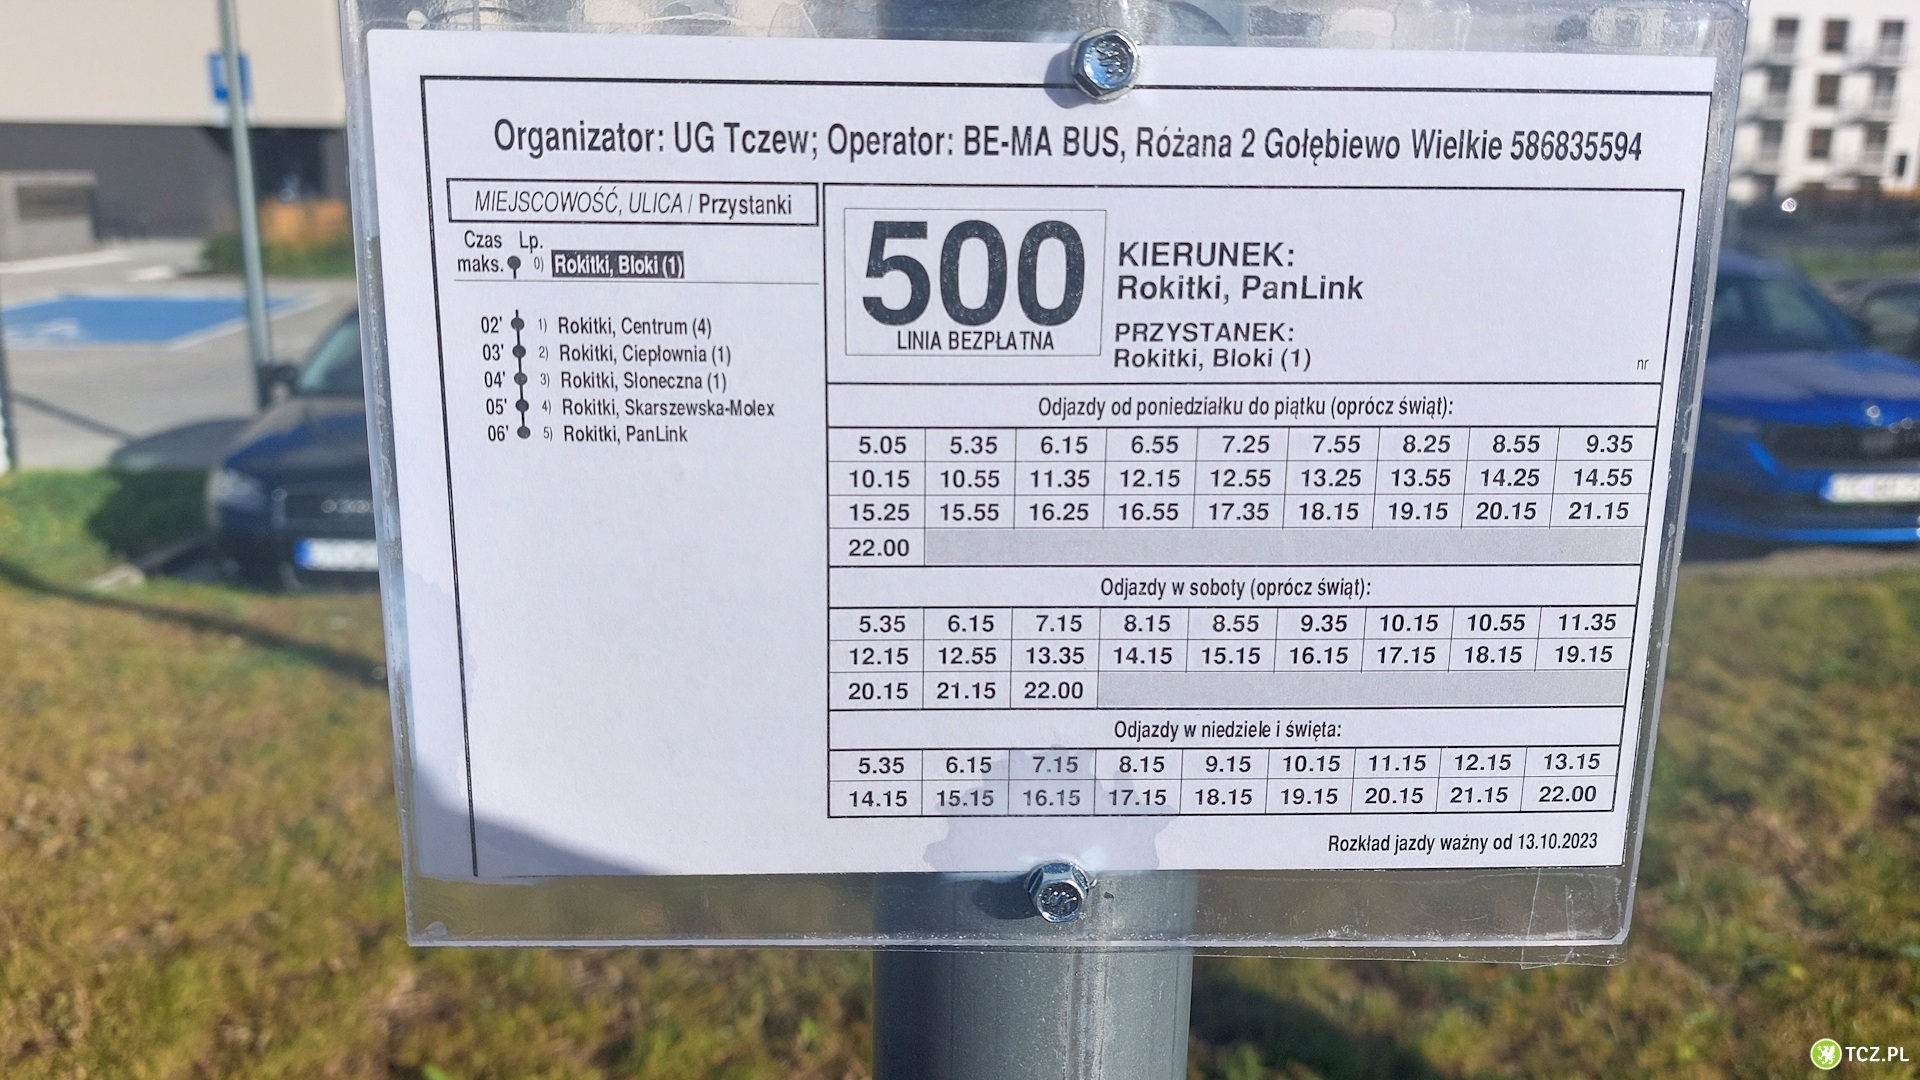 Organizator: UG Tczew; Operator: BE-MA BUS, Różana 2 Gołębiewo Wielkie 586835594
MIEJSCOWOŚĆ, ULICA / Przystanki
Czas Lp.
maks. 0) Rokitki, Bloki (1)
02' 1) Rokitki, Centrum (4)
03' 2) Rokitki, Ciepłownia (1)
04' 3) Rokitki, Słoneczna (1)
05' 4) Rokitki, Skarszewska-Molex
06' 5) Rokitki, PanLink
500
LINIA BEZPŁATNA
KIERUNEK:
Rokitki, PanLink
PRZYSTANEK:
Rokitki, Bloki (1)
nr
Odjazdy od poniedziałku do piątku (oprócz świąt):
5.05 5.35 6.15 6.55 7.25 7.55 8.25 8.55 9.35
10.15 10.55 11.35 12.15 12.55 13.25 13.55 14.25 14.55
15.25 15.55 16.25 16.55 17.35 18.15 19.15 20.15 21.15
22.00
Odjazdy w soboty (oprócz świąt):
5.35 6.15 7.15 8.15 8.55 9.35 10.15 10.55 11.35
12.15 12.55 13.35 14.15 15.15 16.15 17.15 18.15 19.15
20.15 21.15 22.00
Odjazdy w niedziele i święta:
5.35 6.15 7.15 8.15 9.15 10.15 11.15 12.15 13.15
14.15 15.15 16.15 17.15 18.15 19.15 20.15 21.15 22.00
Rozkład jazdy ważny od 13.10.2023
TCZ.PL